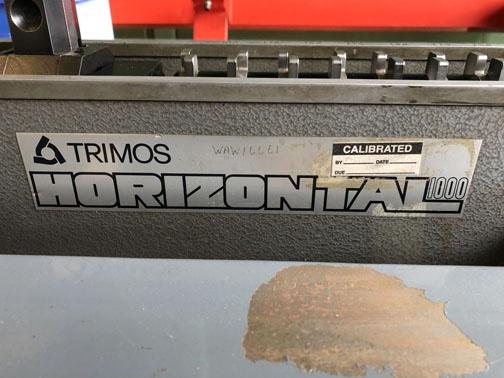 TRIMOS
WAW16661
CALIBRATED
BY DATE
DUE
HORIZONTAL 1000